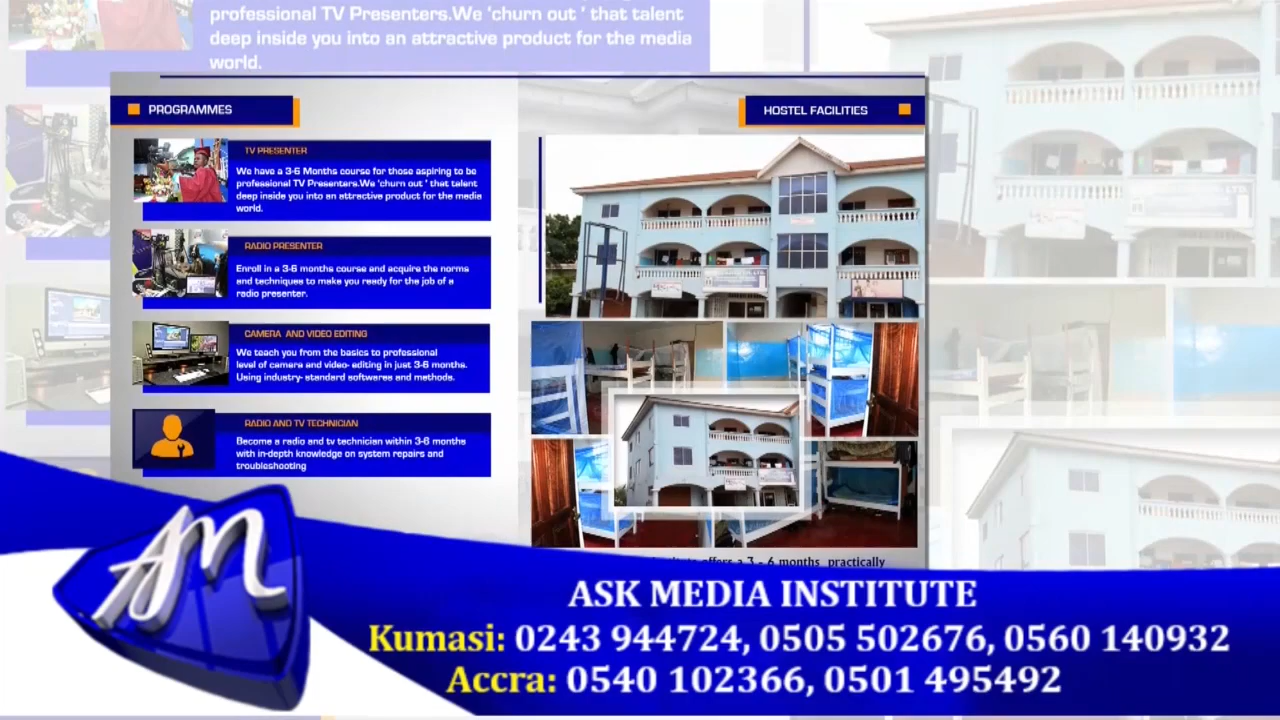 professional TV Presenters.We 'churn out ' that talent
deep inside you into an attractive product for the media
world.
PROGRAMMES
HOSTEL FACILITIES
TV PRESENTER
We have a 3-6 Months course for those aspiring to be
professional TV Presenters.We 'churn out ' that talent
deep inside you into an attractive product for the media
world.
RADIO PRESENTER
Enroll in a 3-6 months course and acquire the norms
and techniques to make you ready for the job of a
radio presenter.
CAMERA AND VIDEO EDITING
We teach you from the basics to professional
level of camera and video- editing in just 3-6 months.
Using industry- standard softwares and methods.
RADIO AND TV TECHNICIAN
Become a radio and tv technician within 3-6 months
with in-depth knowledge on system repairs and
troubleshooting
offers a 3 - 6 months practically
AM
ASK MEDIA INSTITUTE
Kumasi: 0243 944724, 0505 502676, 0560 140932
Accra: 0540 102366, 0501 495492